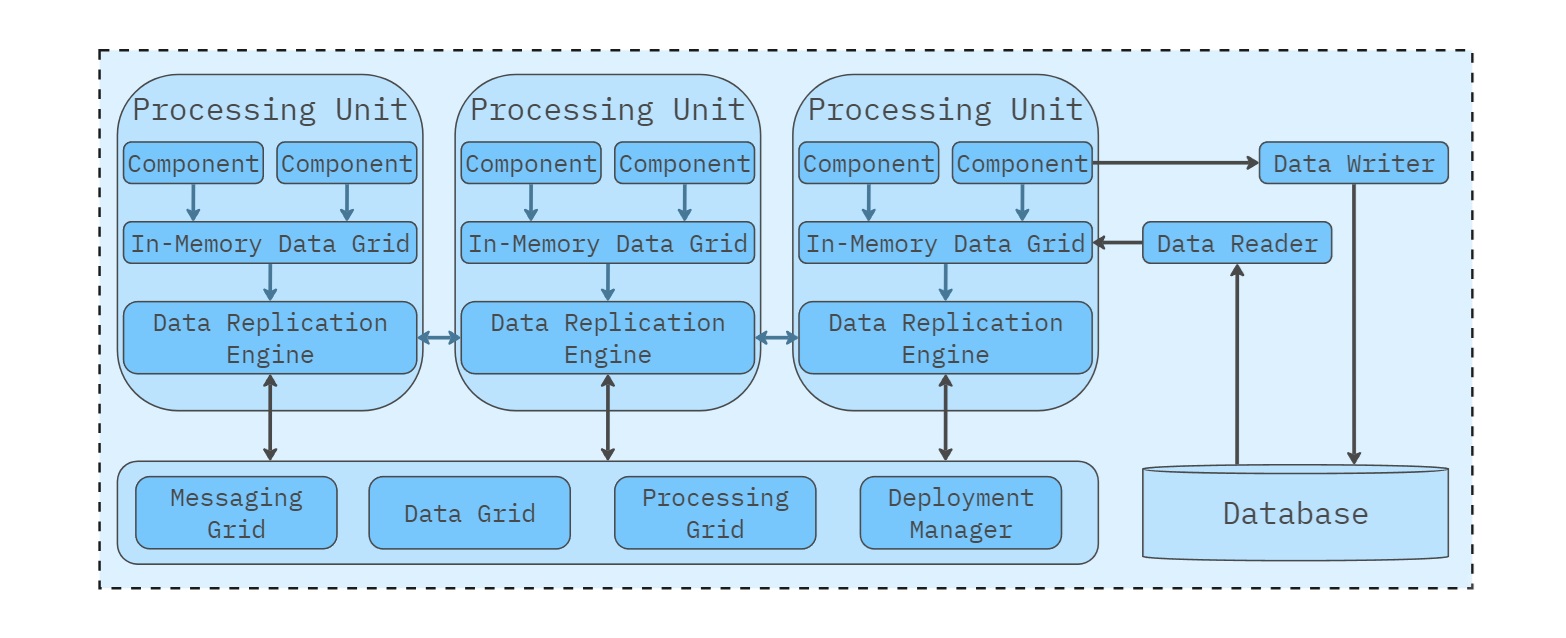 Processing Unit
Component
Component
In-Memory Data Grid
Data Replication
Engine
Processing Unit
Component
Component
In-Memory Data Grid
Data Replication
Engine
Processing Unit
Component
Component
In-Memory Data Grid
Data Replication
Engine
Data Writer
Data Reader
Messaging
Grid
Data Grid
Processing
Grid
Deployment
Manager
Database